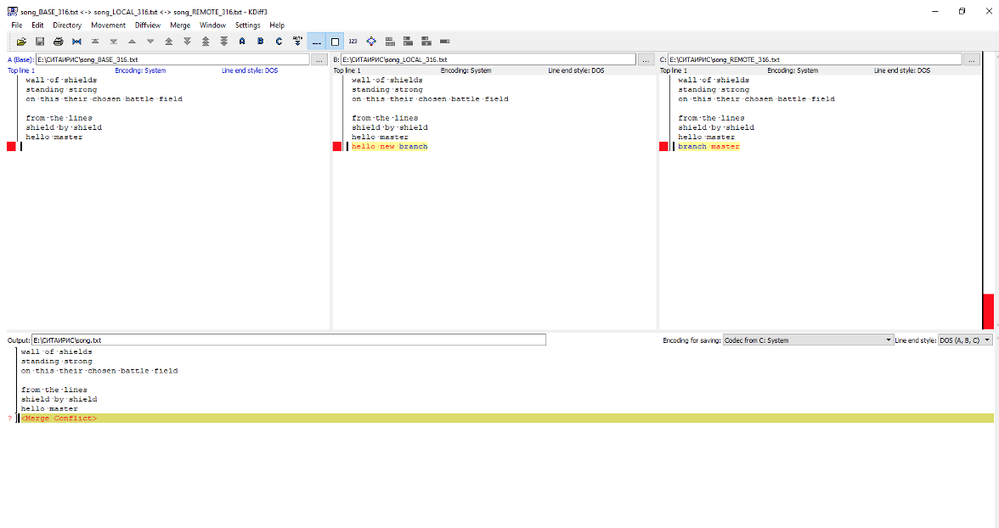 song_BASE_316.txt <-> song_LOCAL_316.txt <-> song_REMOTE_316.txt - KDiff3
File Edit Directory Movement Diffview Merge Window Settings Help
A B C AUTO 123
A (Base): E:\СИТАИРИС\song_BASE_316.txt ...
Top line 1 Encoding: System Line end style: DOS
wall·of·shields
standing·strong
on·this·their·chosen·battle·field
from·the·lines
shield·by·shield
hello·master
B: E:\СИТАИРИС\song_LOCAL_316.txt ...
Top line 1 Encoding: System Line end style: DOS
wall·of·shields
standing·strong
on·this·their·chosen·battle·field
from·the·lines
shield·by·shield
hello·master
hello·new·branch
C: E:\СИТАИРИС\song_REMOTE_316.txt ...
Top line 1 Encoding: System Line end style: DOS
wall·of·shields
standing·strong
on·this·their·chosen·battle·field
from·the·lines
shield·by·shield
hello·master
branch·master
Output: E:\СИТАИРИС\song.txt Encoding for saving: Codec from C: System Line end style: DOS (A, B, C)
wall·of·shields
standing·strong
on·this·their·chosen·battle·field
from·the·lines
shield·by·shield
hello·master
? <Merge Conflict>